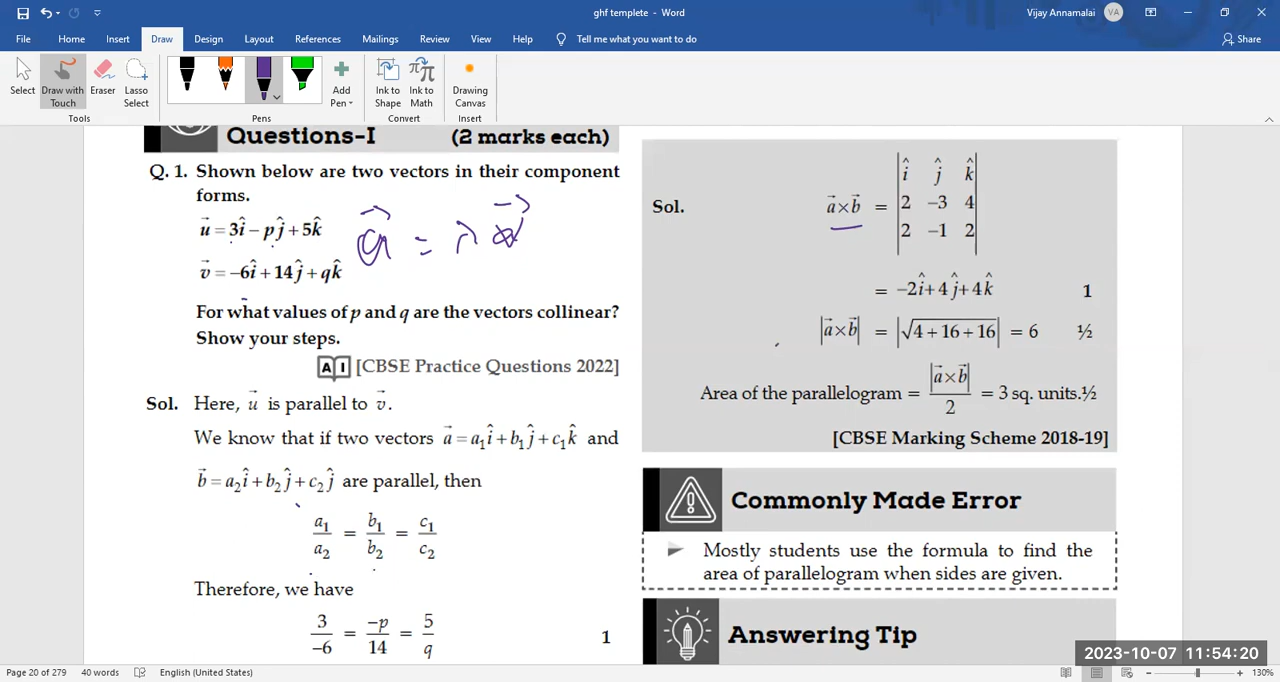 ghf templete - Word
Vijay Annamalai VA
File Home Insert Draw Design Layout References Mailings Review View Help Tell me what you want to do Share
Select Draw with Touch Eraser Lasso Select Add Pen Ink to Shape Ink to Math Drawing Canvas
Tools Pens Convert Insert
Questions-I (2 marks each)
Q. 1. Shown below are two vectors in their component
forms.
u⃗ = 3î − pĵ + 5k̂
v⃗ = −6î + 14ĵ + qk̂
For what values of p and q are the vectors collinear?
Show your steps.
AI [CBSE Practice Questions 2022]
Sol. Here, u⃗ is parallel to v⃗.
We know that if two vectors a⃗ = a₁î + b₁ĵ + c₁k̂ and
b⃗ = a₂î + b₂ĵ + c₂ĵ are parallel, then
a₁/a₂ = b₁/b₂ = c₁/c₂
Therefore, we have
3/−6 = −p/14 = 5/q 1
Sol. a⃗×b⃗ = |î ĵ k̂|
|2 −3 4|
|2 −1 2|
= −2î+4ĵ+4k̂ 1
|a⃗×b⃗| = |√4+16+16| = 6 ½
Area of the parallelogram = |a⃗×b⃗|/2 = 3 sq. units.½
[CBSE Marking Scheme 2018-19]
Commonly Made Error
Mostly students use the formula to find the
area of parallelogram when sides are given.
Answering Tip
2023-10-07 11:54:20
Page 20 of 279 40 words English (United States) 130%